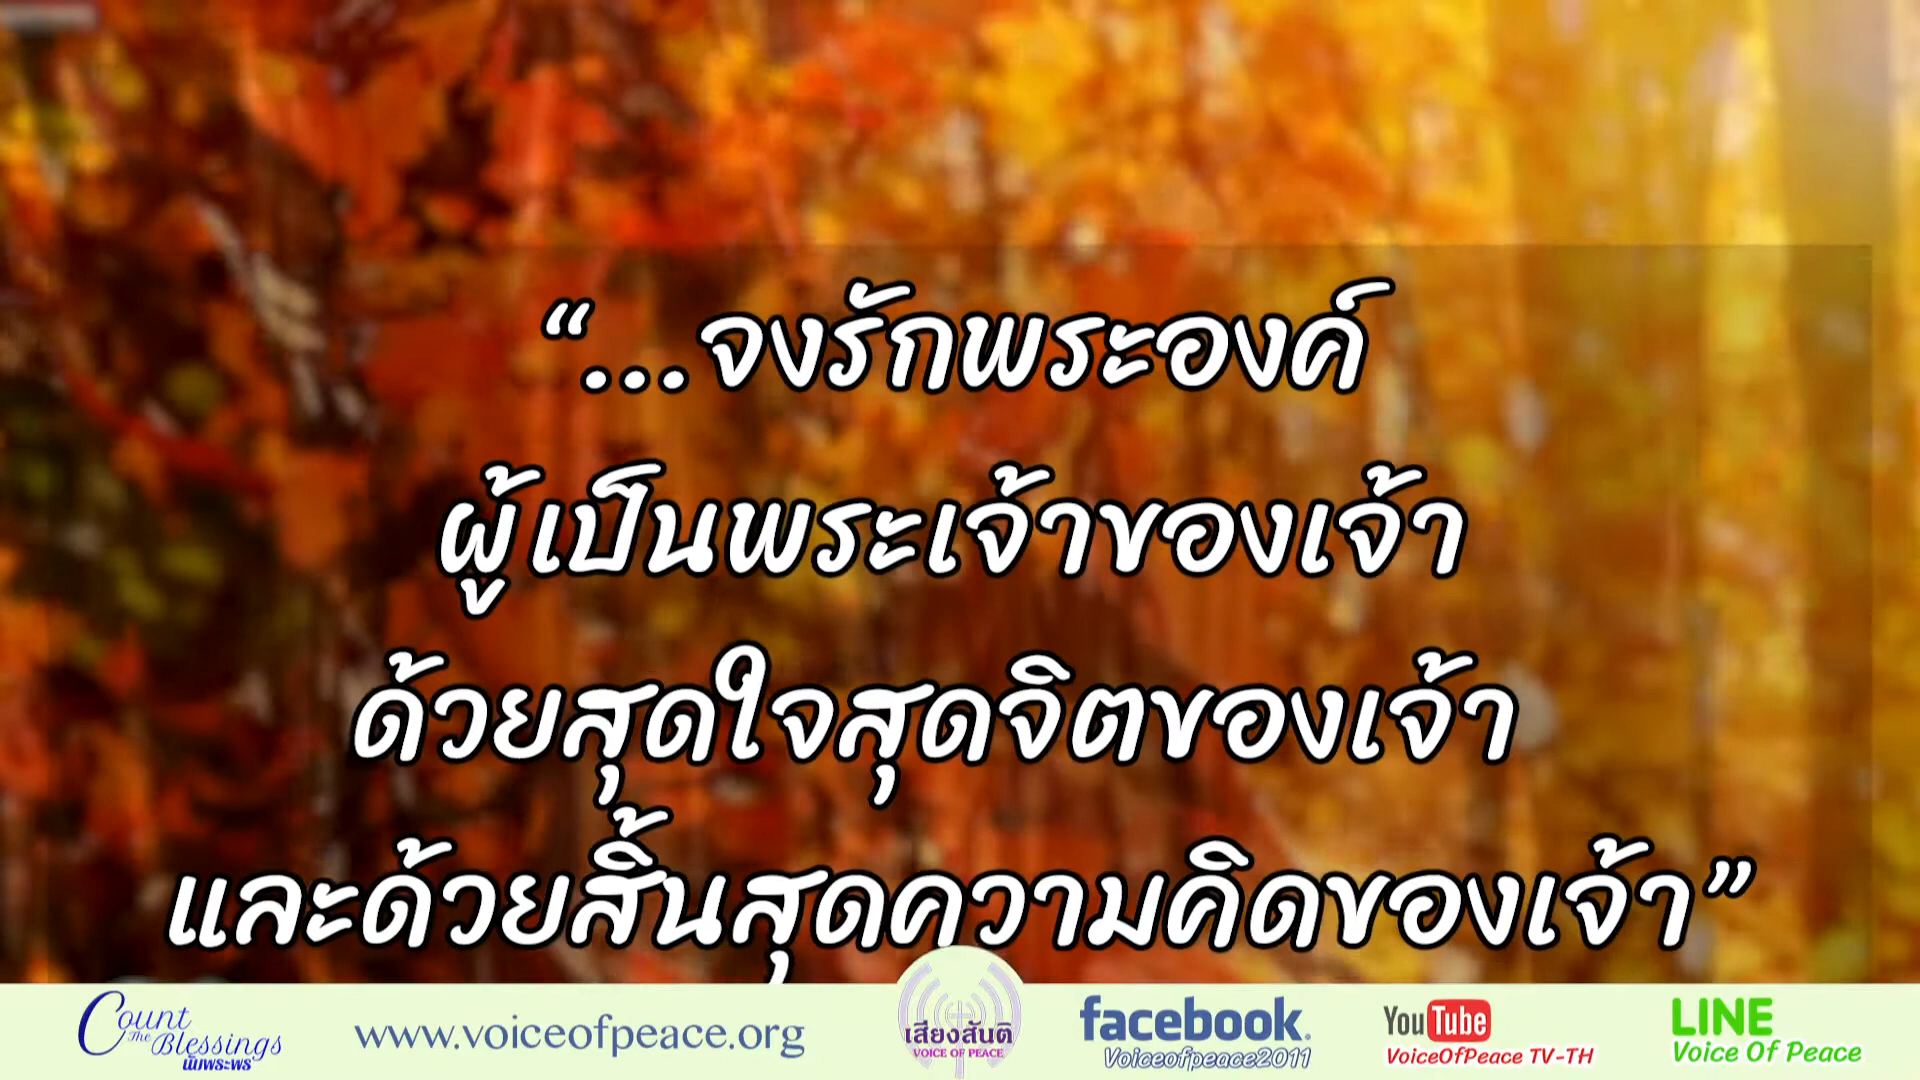 “...จงรักพระองค์
ผู้เป็นพระเจ้าของเจ้า
ด้วยสุดใจสุดจิตของเจ้า
และด้วยสิ้นสุดความคิดของเจ้า”
Count
The Blessings
นับพระพร
www.voiceofpeace.org
เสียงสันติ
VOICE OF PEACE
facebook.
Voiceofpeace2011
YouTube
VoiceOfPeace TV-TH
LINE
Voice Of Peace